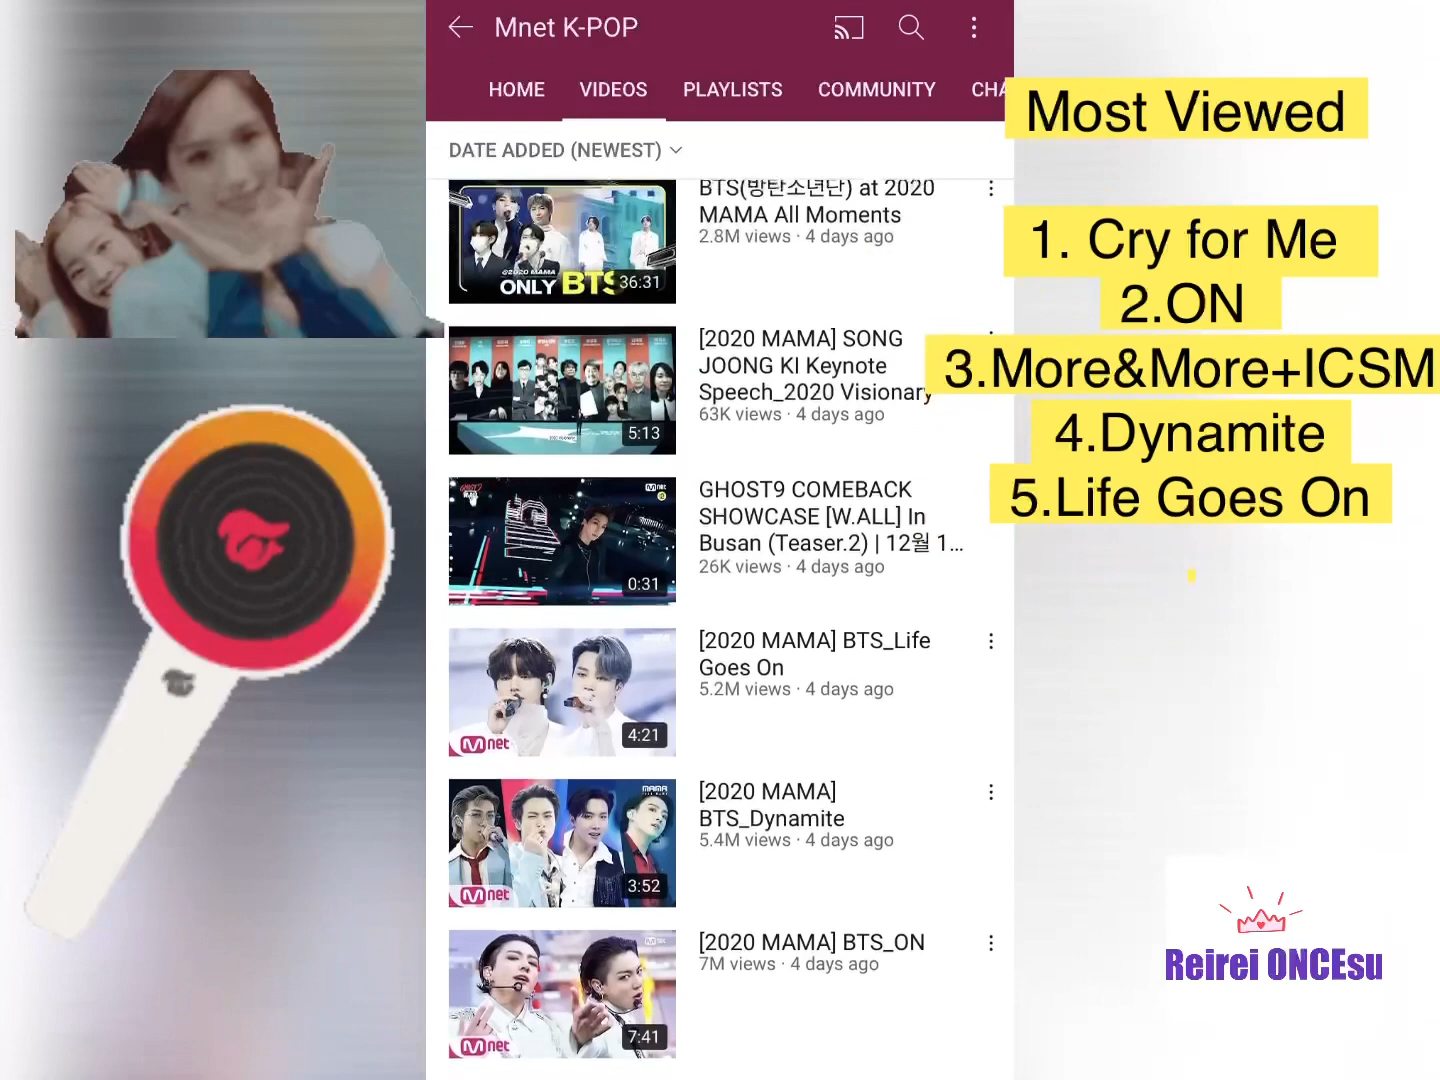 Mnet K-POP
HOME VIDEOS PLAYLISTS COMMUNITY CHA
DATE ADDED (NEWEST)
BTS(방탄소년단) at 2020
MAMA All Moments
2.8M views · 4 days ago
@2020 MAMA
ONLY BTS
36:31
[2020 MAMA] SONG
JOONG KI Keynote
Speech_2020 Visionary
63K views · 4 days ago
5:13
GHOST9 COMEBACK
SHOWCASE [W.ALL] In
Busan (Teaser.2) | 12월 1...
26K views · 4 days ago
0:31
[2020 MAMA] BTS_Life
Goes On
5.2M views · 4 days ago
Mnet
4:21
[2020 MAMA]
BTS_Dynamite
5.4M views · 4 days ago
MAMA
Mnet
3:52
[2020 MAMA] BTS_ON
7M views · 4 days ago
Mnet
7:41
Most Viewed
1. Cry for Me
2.ON
3.More&More+ICSM
4.Dynamite
5.Life Goes On
Reirei ONCEsu